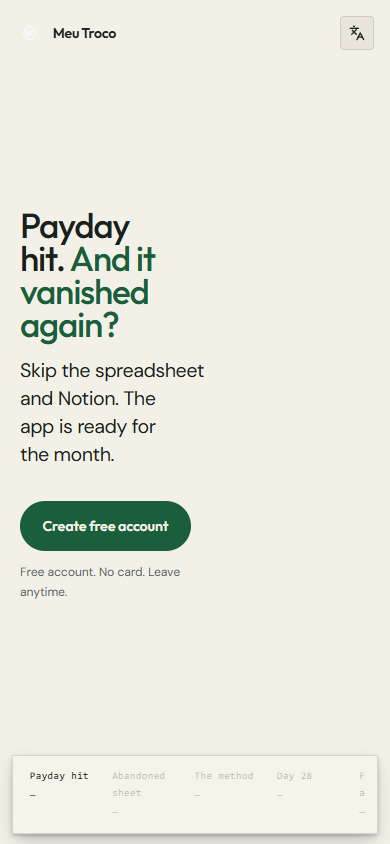 Meu Troco
Payday
hit. And it
vanished
again?
Skip the spreadsheet
and Notion. The
app is ready for
the month.
Create free account
Free account. No card. Leave
anytime.
Payday hit
_
Abandoned
sheet
_
The method
_
Day 28
_
F
a
_